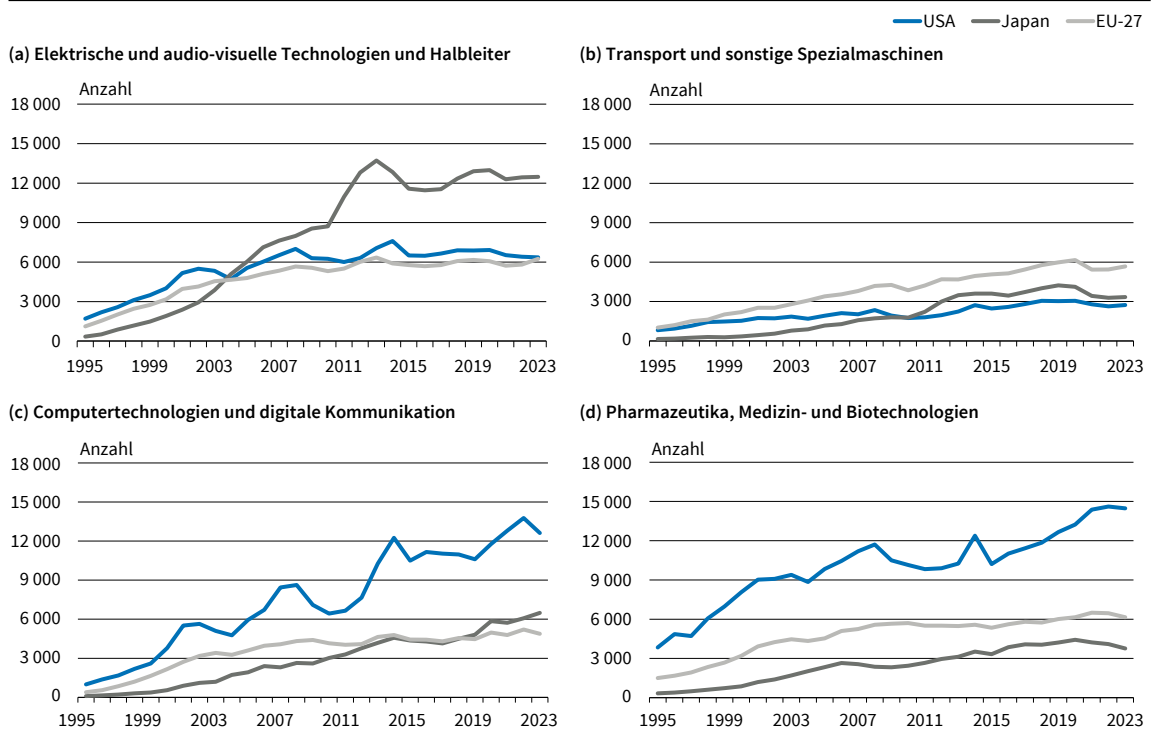 USA Japan EU-27
(a) Elektrische und audio-visuelle Technologien und Halbleiter
Anzahl
18 000
15 000
12 000
9 000
6 000
3 000
0
1995 1999 2003 2007 2011 2015 2019 2023
(b) Transport und sonstige Spezialmaschinen
Anzahl
18 000
15 000
12 000
9 000
6 000
3 000
0
1995 1999 2003 2007 2011 2015 2019 2023
(c) Computertechnologien und digitale Kommunikation
Anzahl
18 000
15 000
12 000
9 000
6 000
3 000
0
1995 1999 2003 2007 2011 2015 2019 2023
(d) Pharmazeutika, Medizin- und Biotechnologien
Anzahl
18 000
15 000
12 000
9 000
6 000
3 000
0
1995 1999 2003 2007 2011 2015 2019 2023